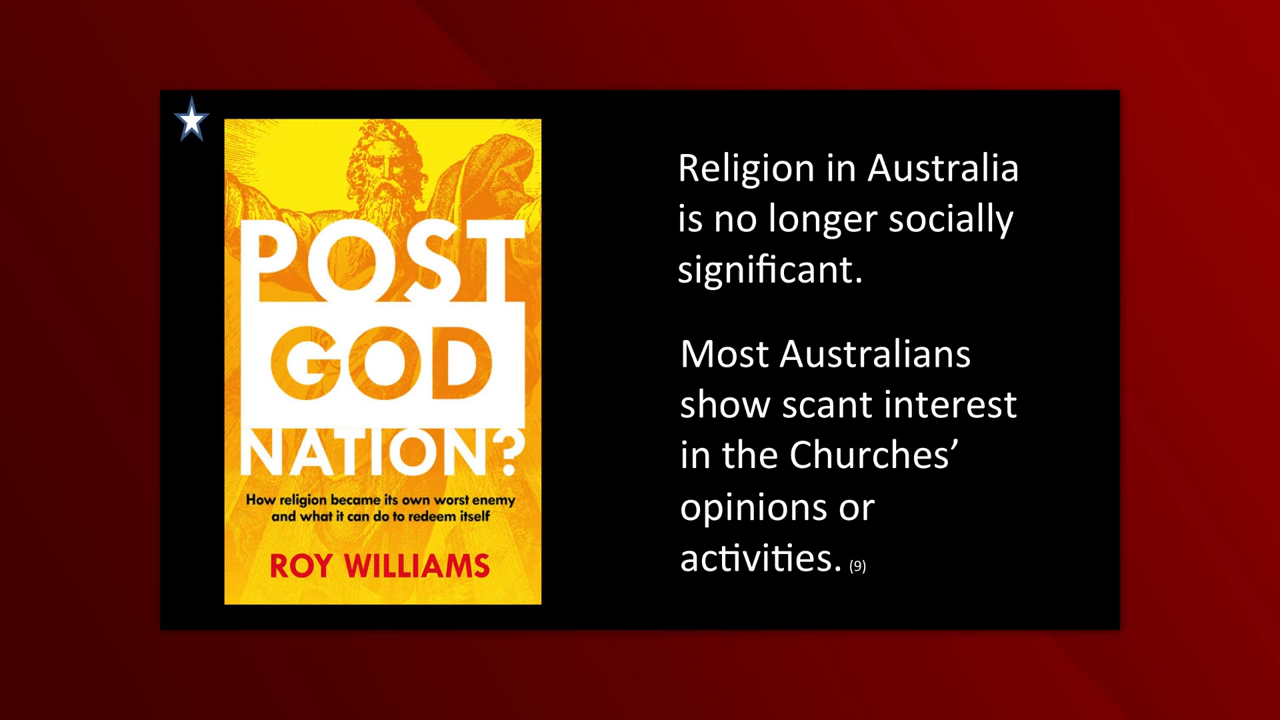 POST
GOD
NATION?
How religion became its own worst enemy
and what it can do to redeem itself
ROY WILLIAMS
Religion in Australia
is no longer socially
significant.
Most Australians
show scant interest
in the Churches’
opinions or
activities. (9)